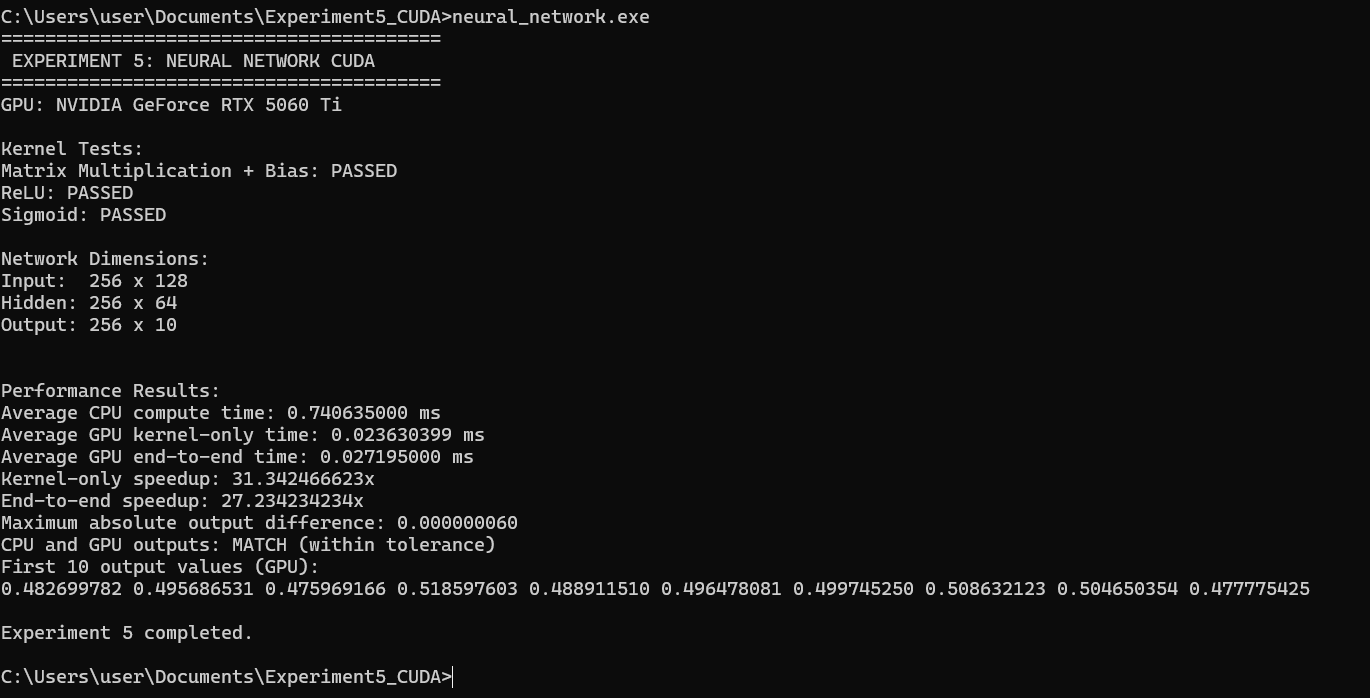 C:\Users\user\Documents\Experiment5_CUDA>neural_network.exe
========================================
 EXPERIMENT 5: NEURAL NETWORK CUDA
========================================
GPU: NVIDIA GeForce RTX 5060 Ti

Kernel Tests:
Matrix Multiplication + Bias: PASSED
ReLU: PASSED
Sigmoid: PASSED

Network Dimensions:
Input:  256 x 128
Hidden: 256 x 64
Output: 256 x 10


Performance Results:
Average CPU compute time: 0.740635000 ms
Average GPU kernel-only time: 0.023630399 ms
Average GPU end-to-end time: 0.027195000 ms
Kernel-only speedup: 31.342466623x
End-to-end speedup: 27.234234234x
Maximum absolute output difference: 0.000000060
CPU and GPU outputs: MATCH (within tolerance)
First 10 output values (GPU):
0.482699782 0.495686531 0.475969166 0.518597603 0.488911510 0.496478081 0.499745250 0.508632123 0.504650354 0.477775425

Experiment 5 completed.

C:\Users\user\Documents\Experiment5_CUDA>